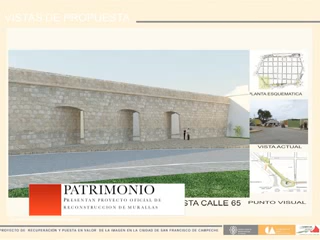 VISTAS DE PROPUESTA
PLANTA ESQUEMATICA
VISTA ACTUAL
PATRIMONIO
PRESENTAN PROYECTO OFICIAL DE
RECONSTRUCCIÓN DE MURALLAS
STA CALLE 65
PUNTO VISUAL
PROYECTO DE RECUPERACION Y PUESTA EN VALOR DE LA IMAGEN EN LA CIUDAD DE SAN FRANCISCO DE CAMPECHE